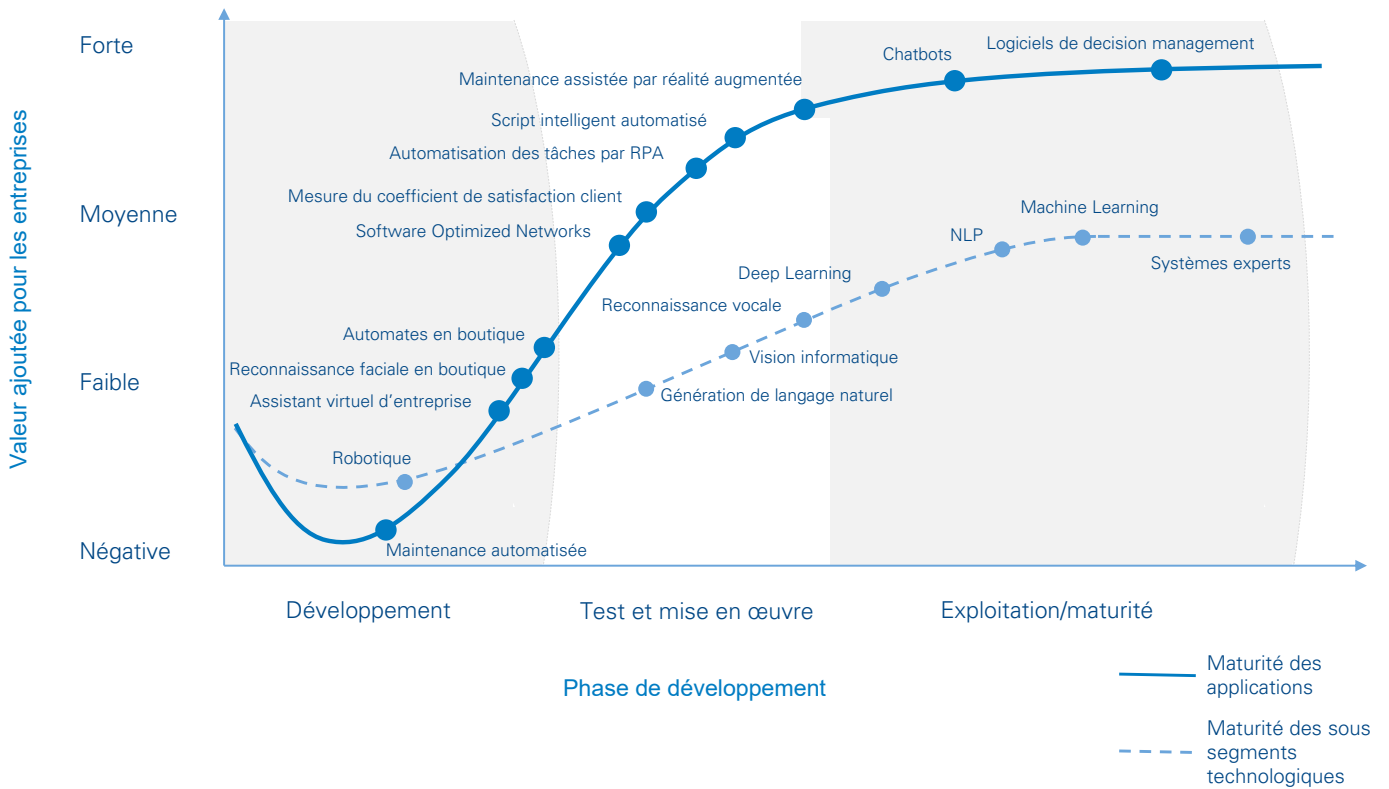 Forte
Chatbots
Logiciels de decision management
Maintenance assistée par réalité augmentée
Script intelligent automatisé
Automatisation des tâches par RPA
Mesure du coefficient de satisfaction client
Moyenne
Machine Learning
Software Optimized Networks
NLP
Systèmes experts
Deep Learning
Reconnaissance vocale
Automates en boutique
Vision informatique
Reconnaissance faciale en boutique
Faible
Génération de langage naturel
Assistant virtuel d’entreprise
Robotique
Négative
Maintenance automatisée
Valeur ajoutée pour les entreprises
Développement
Test et mise en œuvre
Exploitation/maturité
Phase de développement
Maturité des
applications
Maturité des sous
segments
technologiques